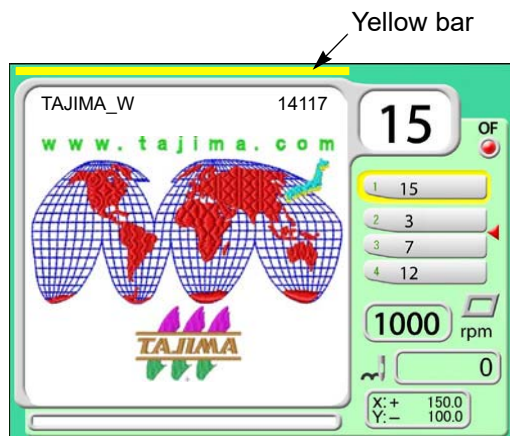 Yellow bar
TAJIMA_W 14117
15
OF
www.tajima.com
1 15
2 3
3 7
4 12
TAJIMA
1000 rpm
0
X:+ 150.0
Y:- 100.0